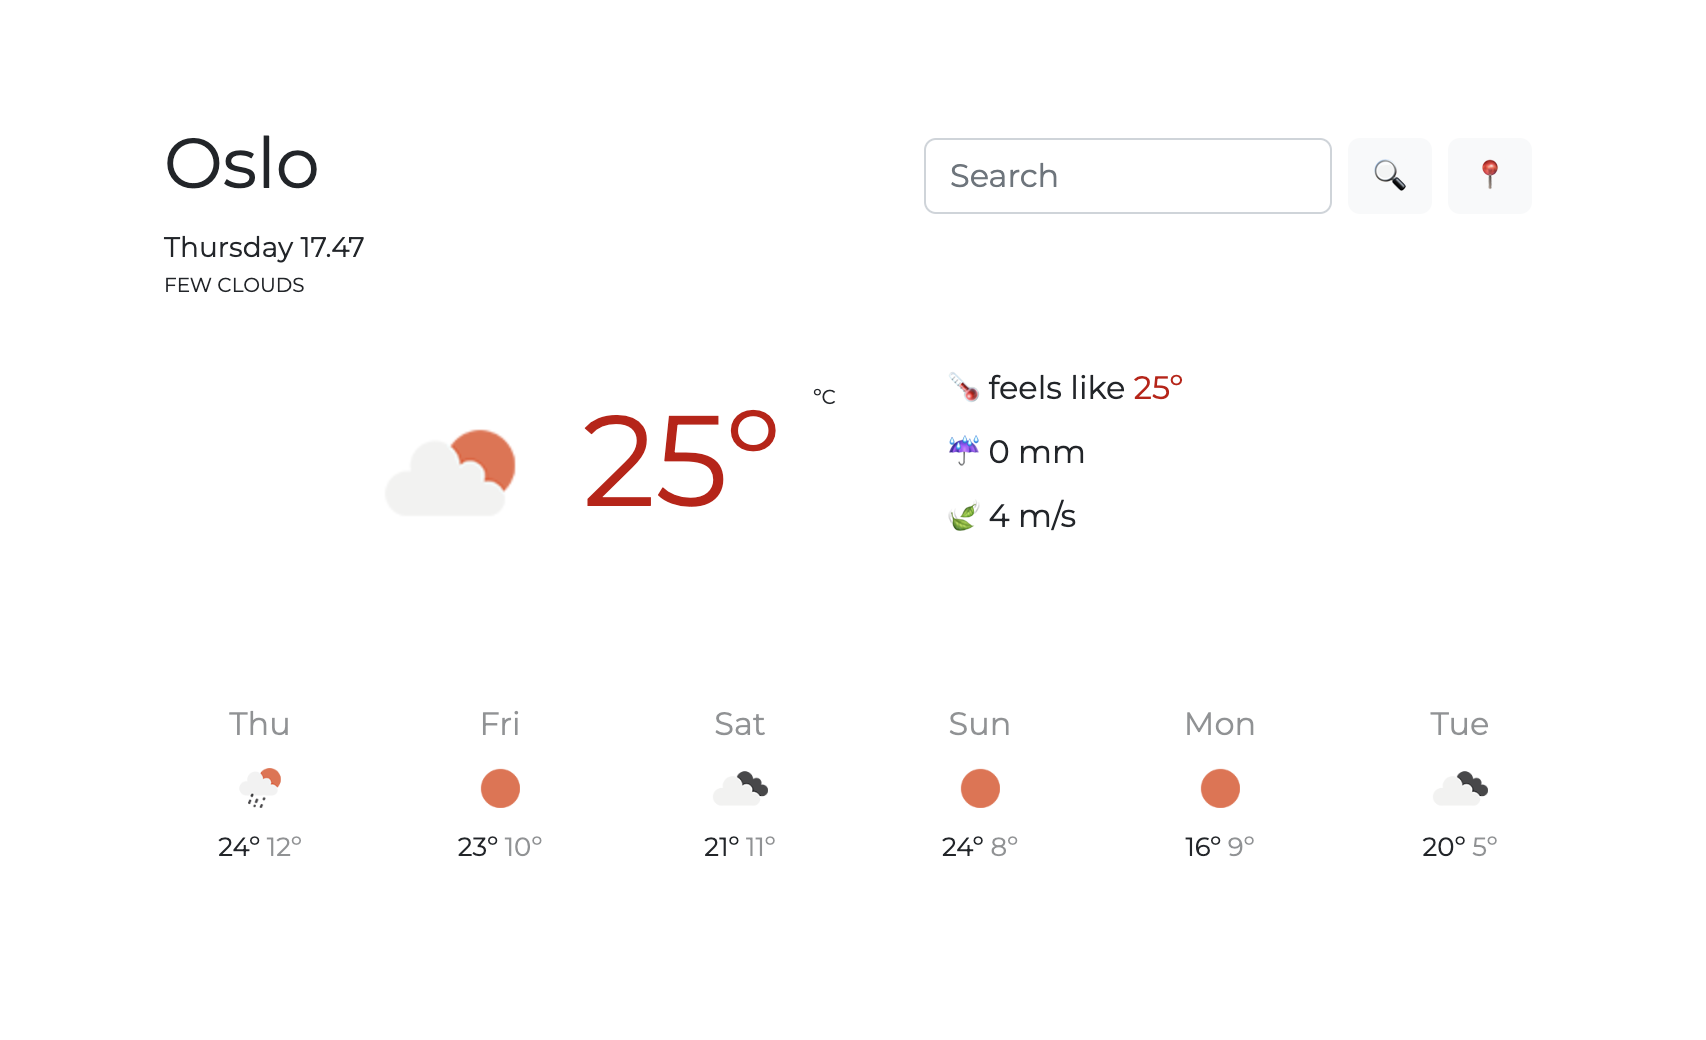 Oslo
Search
Thursday 17.47
FEW CLOUDS
25°
°C
feels like 25°
0 mm
4 m/s
Thu Fri Sat Sun Mon Tue
24° 12° 23° 10° 21° 11° 24° 8° 16° 9° 20° 5°